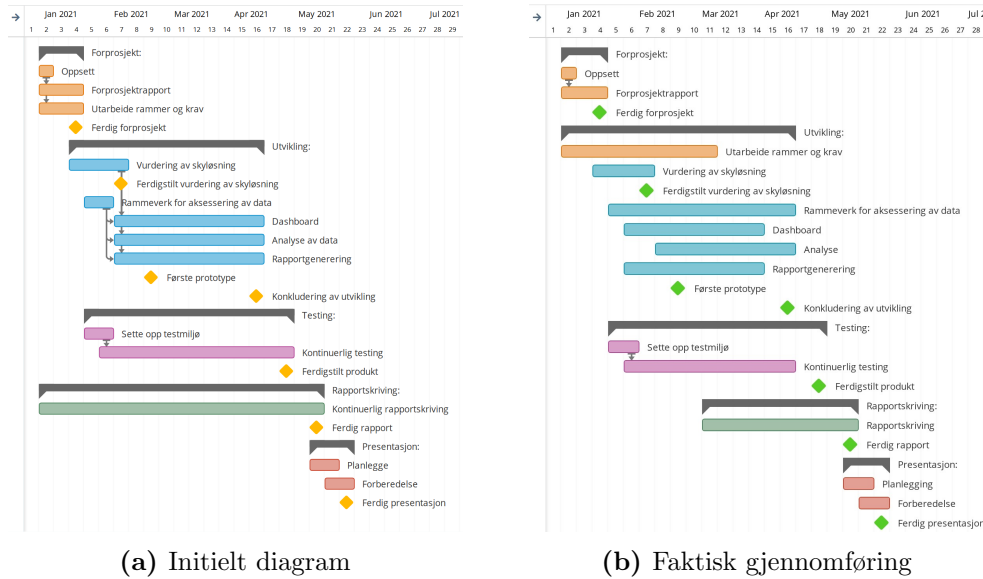 Jan 2021 Feb 2021 Mar 2021 Apr 2021 May 2021 Jun 2021 Jul 2021
1 2 3 4 5 6 7 8 9 10 11 12 13 14 15 16 17 18 19 20 21 22 23 24 25 26 27 28 29
Forprosjekt:
Oppsett
Forprosjektrapport
Utarbeide rammer og krav
Ferdig forprosjekt
Utvikling:
Vurdering av skyløsning
Ferdigstilt vurdering av skyløsning
Rammeverk for aksessering av data
Dashboard
Analyse av data
Rapportgenerering
Første prototype
Konkludering av utvikling
Testing:
Sette opp testmiljø
Kontinuerlig testing
Ferdigstilt produkt
Rapportskriving:
Kontinuerlig rapportskriving
Ferdig rapport
Presentasjon:
Planlegge
Forberedelse
Ferdig presentasjon
(a) Initielt diagram
Jan 2021 Feb 2021 Mar 2021 Apr 2021 May 2021 Jun 2021 Jul 20
1 2 3 4 5 6 7 8 9 10 11 12 13 14 15 16 17 18 19 20 21 22 23 24 25 26 27 28
Forprosjekt:
Oppsett
Forprosjektrapport
Ferdig forprosjekt
Utvikling:
Utarbeide rammer og krav
Vurdering av skyløsning
Ferdigstilt vurdering av skyløsning
Rammeverk for aksessering av data
Dashboard
Analyse
Rapportgenerering
Første prototype
Konkludering av utvikling
Testing:
Sette opp testmiljø
Kontinuerlig testing
Ferdigstilt produkt
Rapportskriving:
Rapportskriving
Ferdig rapport
Presentasjon:
Planlegging
Forberedelse
Ferdig presentasjon
(b) Faktisk gjennomføring